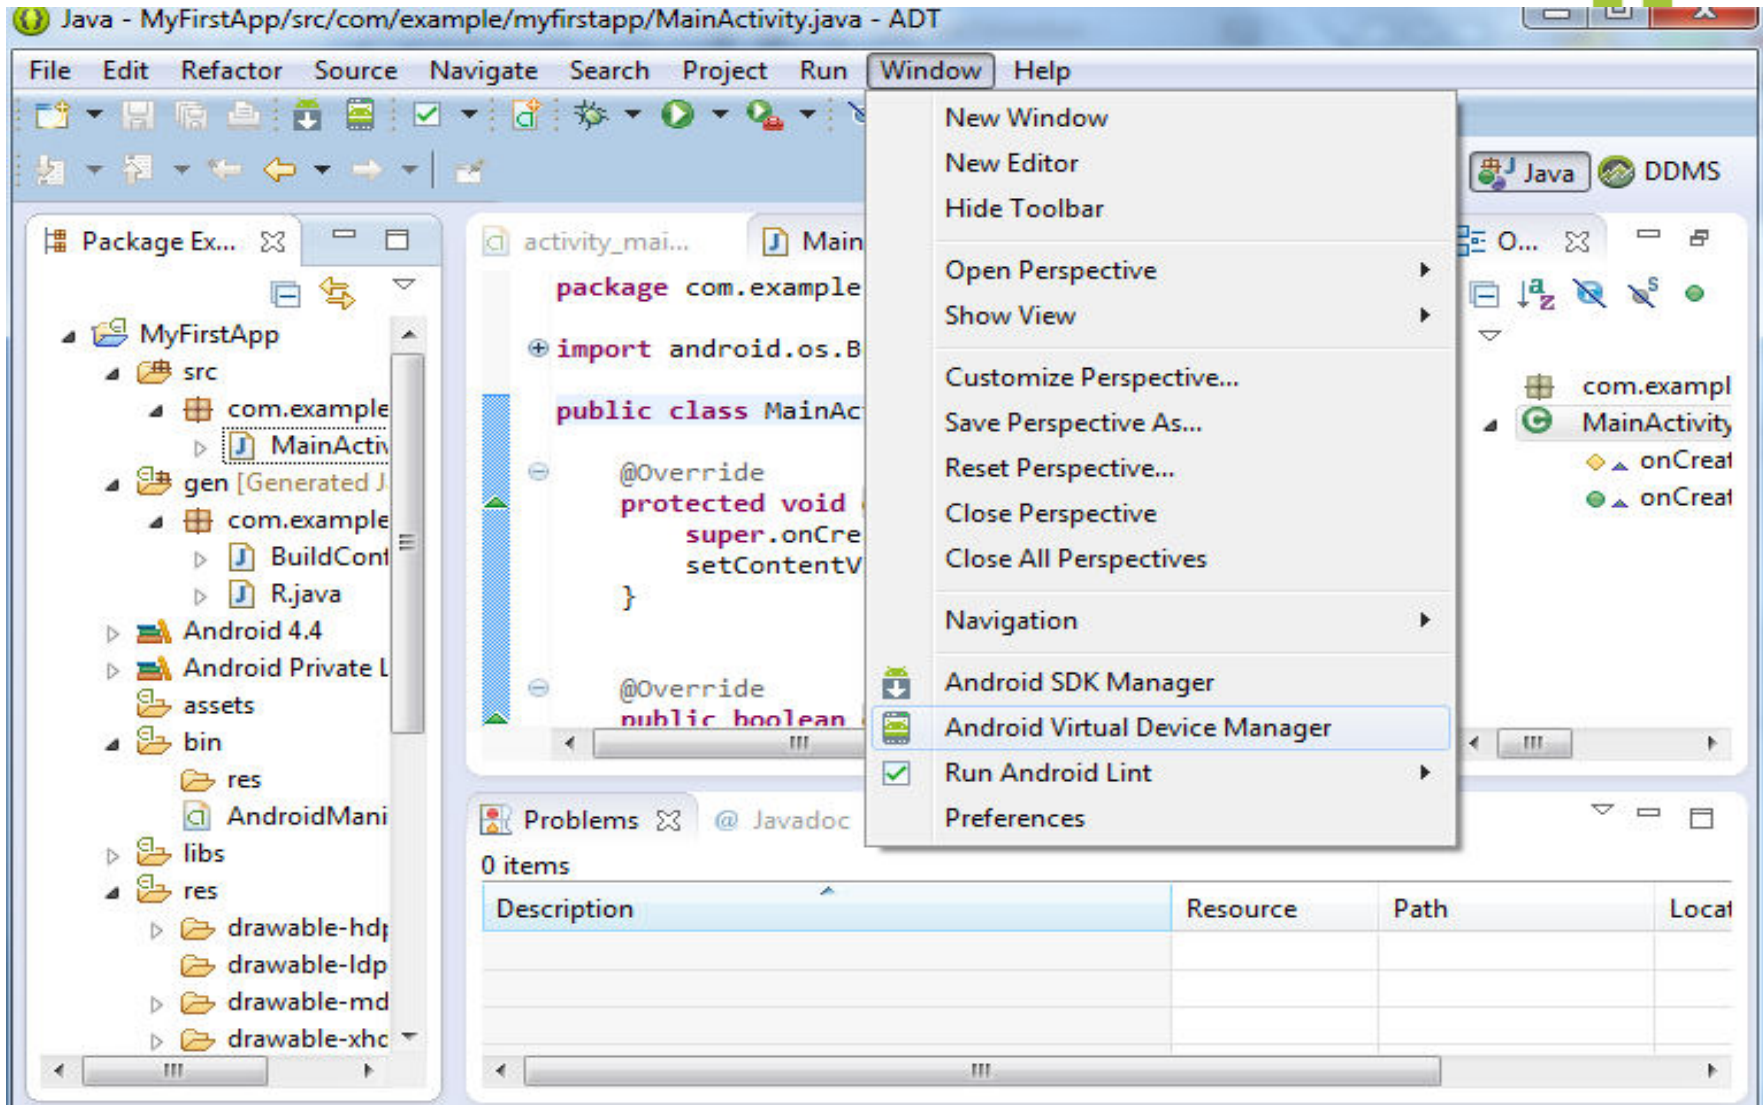 Java - MyFirstApp/src/com/example/myfirstapp/MainActivity.java - ADT
File Edit Refactor Source Navigate Search Project Run Window Help
New Window
New Editor
Hide Toolbar
Open Perspective
Show View
Customize Perspective...
Save Perspective As...
Reset Perspective...
Close Perspective
Close All Perspectives
Navigation
Android SDK Manager
Android Virtual Device Manager
Run Android Lint
Preferences
Java DDMS
Package Ex...
MyFirstApp
src
com.example
MainActiv
gen [Generated J
com.example
BuildConf
R.java
Android 4.4
Android Private L
assets
bin
res
AndroidMani
libs
res
drawable-hdp
drawable-ldp
drawable-md
drawable-xhd
activity_mai... Main
package com.example
import android.os.B
public class MainAc
@Override
protected void
super.onCre
setContentV
}
@Override
public boolean
O...
com.exampl
MainActivity
onCreat
onCreat
Problems @ Javadoc
0 items
Description Resource Path Locat